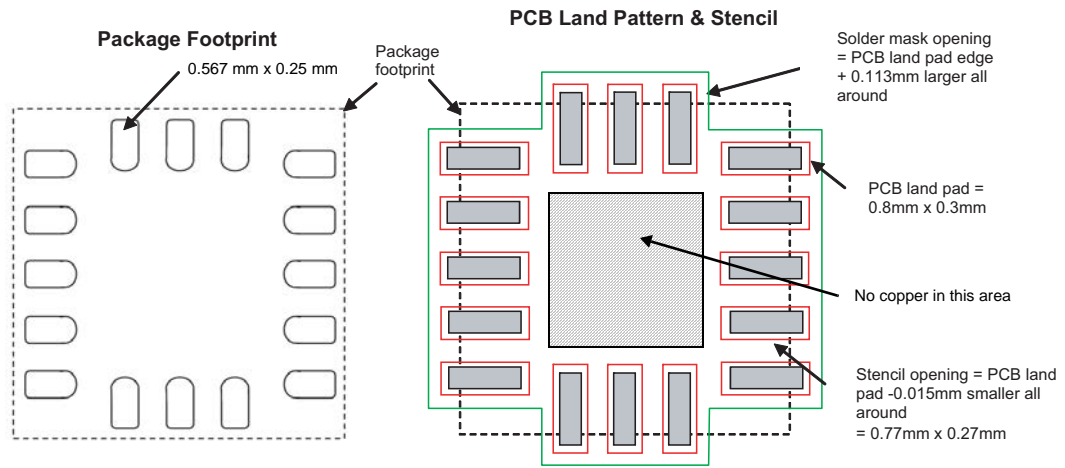 PCB Land Pattern & Stencil
Package Footprint
0.567 mm x 0.25 mm
Package
footprint
Solder mask opening
= PCB land pad edge
+ 0.113mm larger all
around
PCB land pad =
0.8mm x 0.3mm
No copper in this area
Stencil opening = PCB land
pad -0.015mm smaller all
around
= 0.77mm x 0.27mm